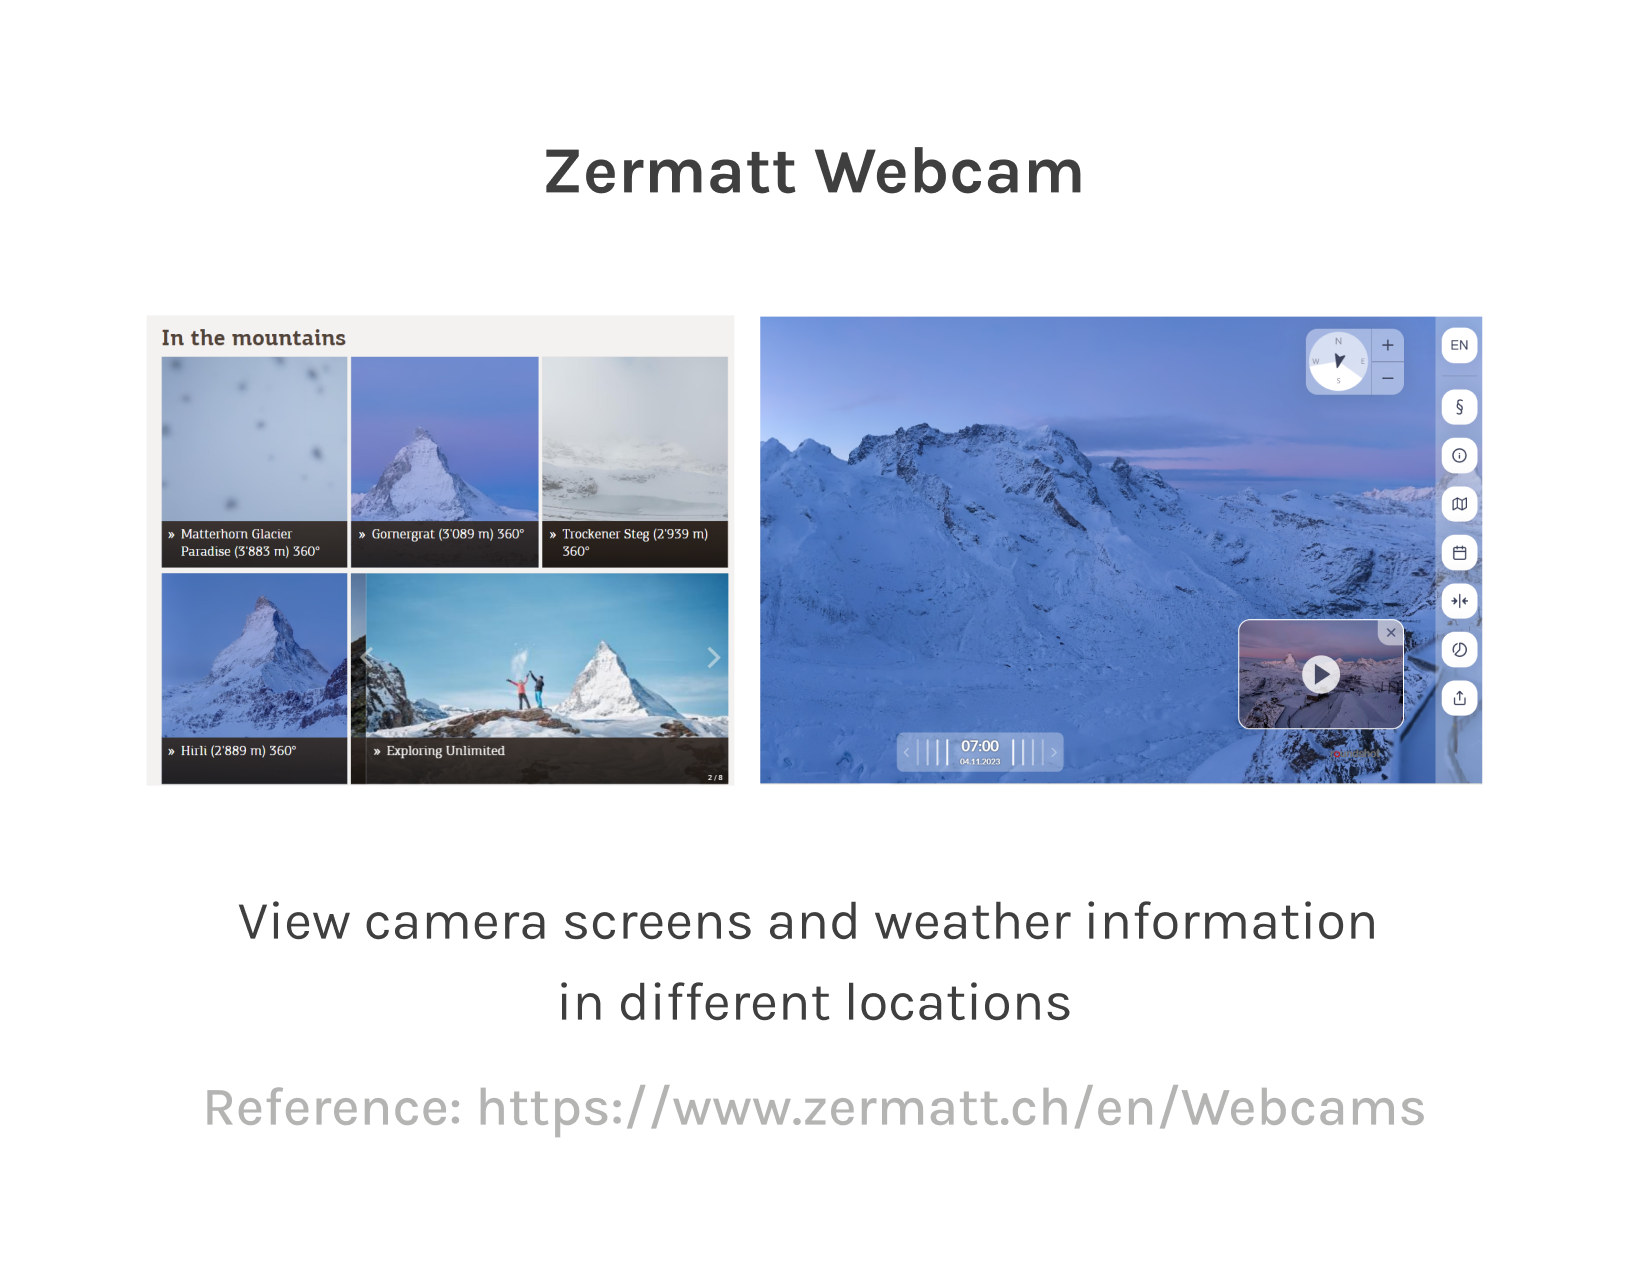 Zermatt Webcam
In the mountains
» Matterhorn Glacier
Paradise (3'883 m) 360°
» Gornergrat (3'089 m) 360°
» Trockener Steg (2'939 m)
360°
» Hirli (2'889 m) 360°
» Exploring Unlimited
2 / 8
N
W E
S
+
−
EN
§
07:00
04.11.2023
View camera screens and weather information
in different locations
Reference: https://www.zermatt.ch/en/Webcams